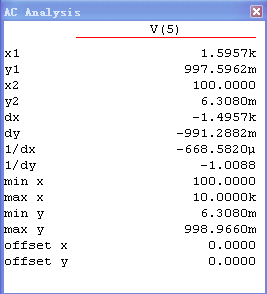 AC Analysis
V(5)
x1 1.5957k
y1 997.5962m
x2 100.0000
y2 6.3080m
dx -1.4957k
dy -991.2882m
1/dx -668.5820µ
1/dy -1.0088
min x 100.0000
max x 10.0000k
min y 6.3080m
max y 998.9660m
offset x 0.0000
offset y 0.0000